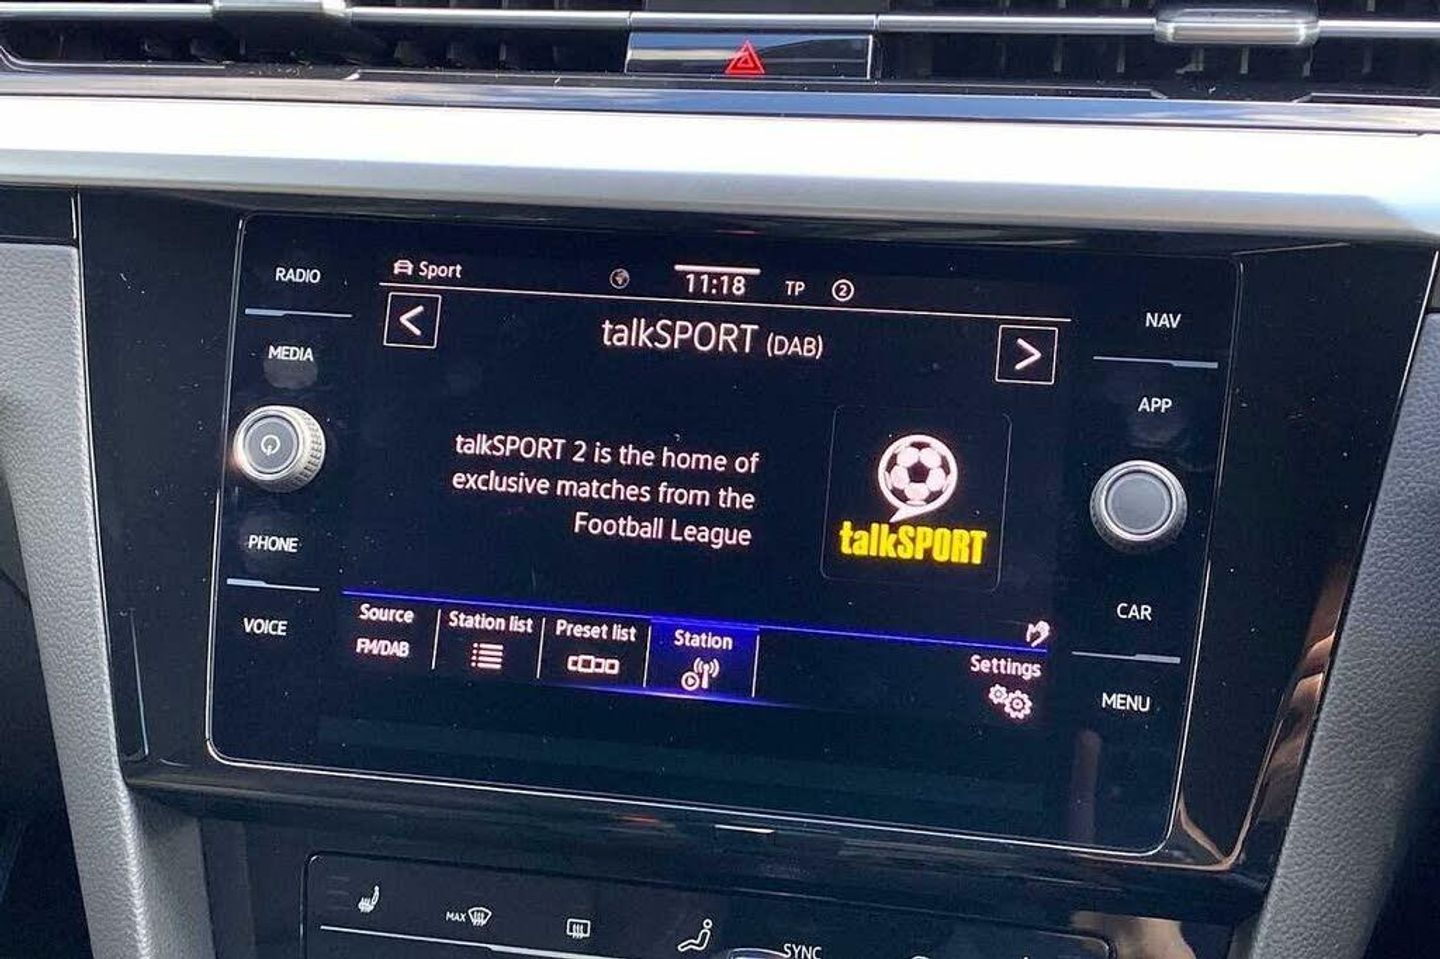 RADIO
Sport
11:18
TP
2
NAV
MEDIA
talkSPORT (DAB)
APP
talkSPORT 2 is the home of
exclusive matches from the
Football League
talkSPORT
PHONE
CAR
VOICE
Source
Station list
Preset list
Station
FM/DAB
Settings
MENU
MAX
SYNC